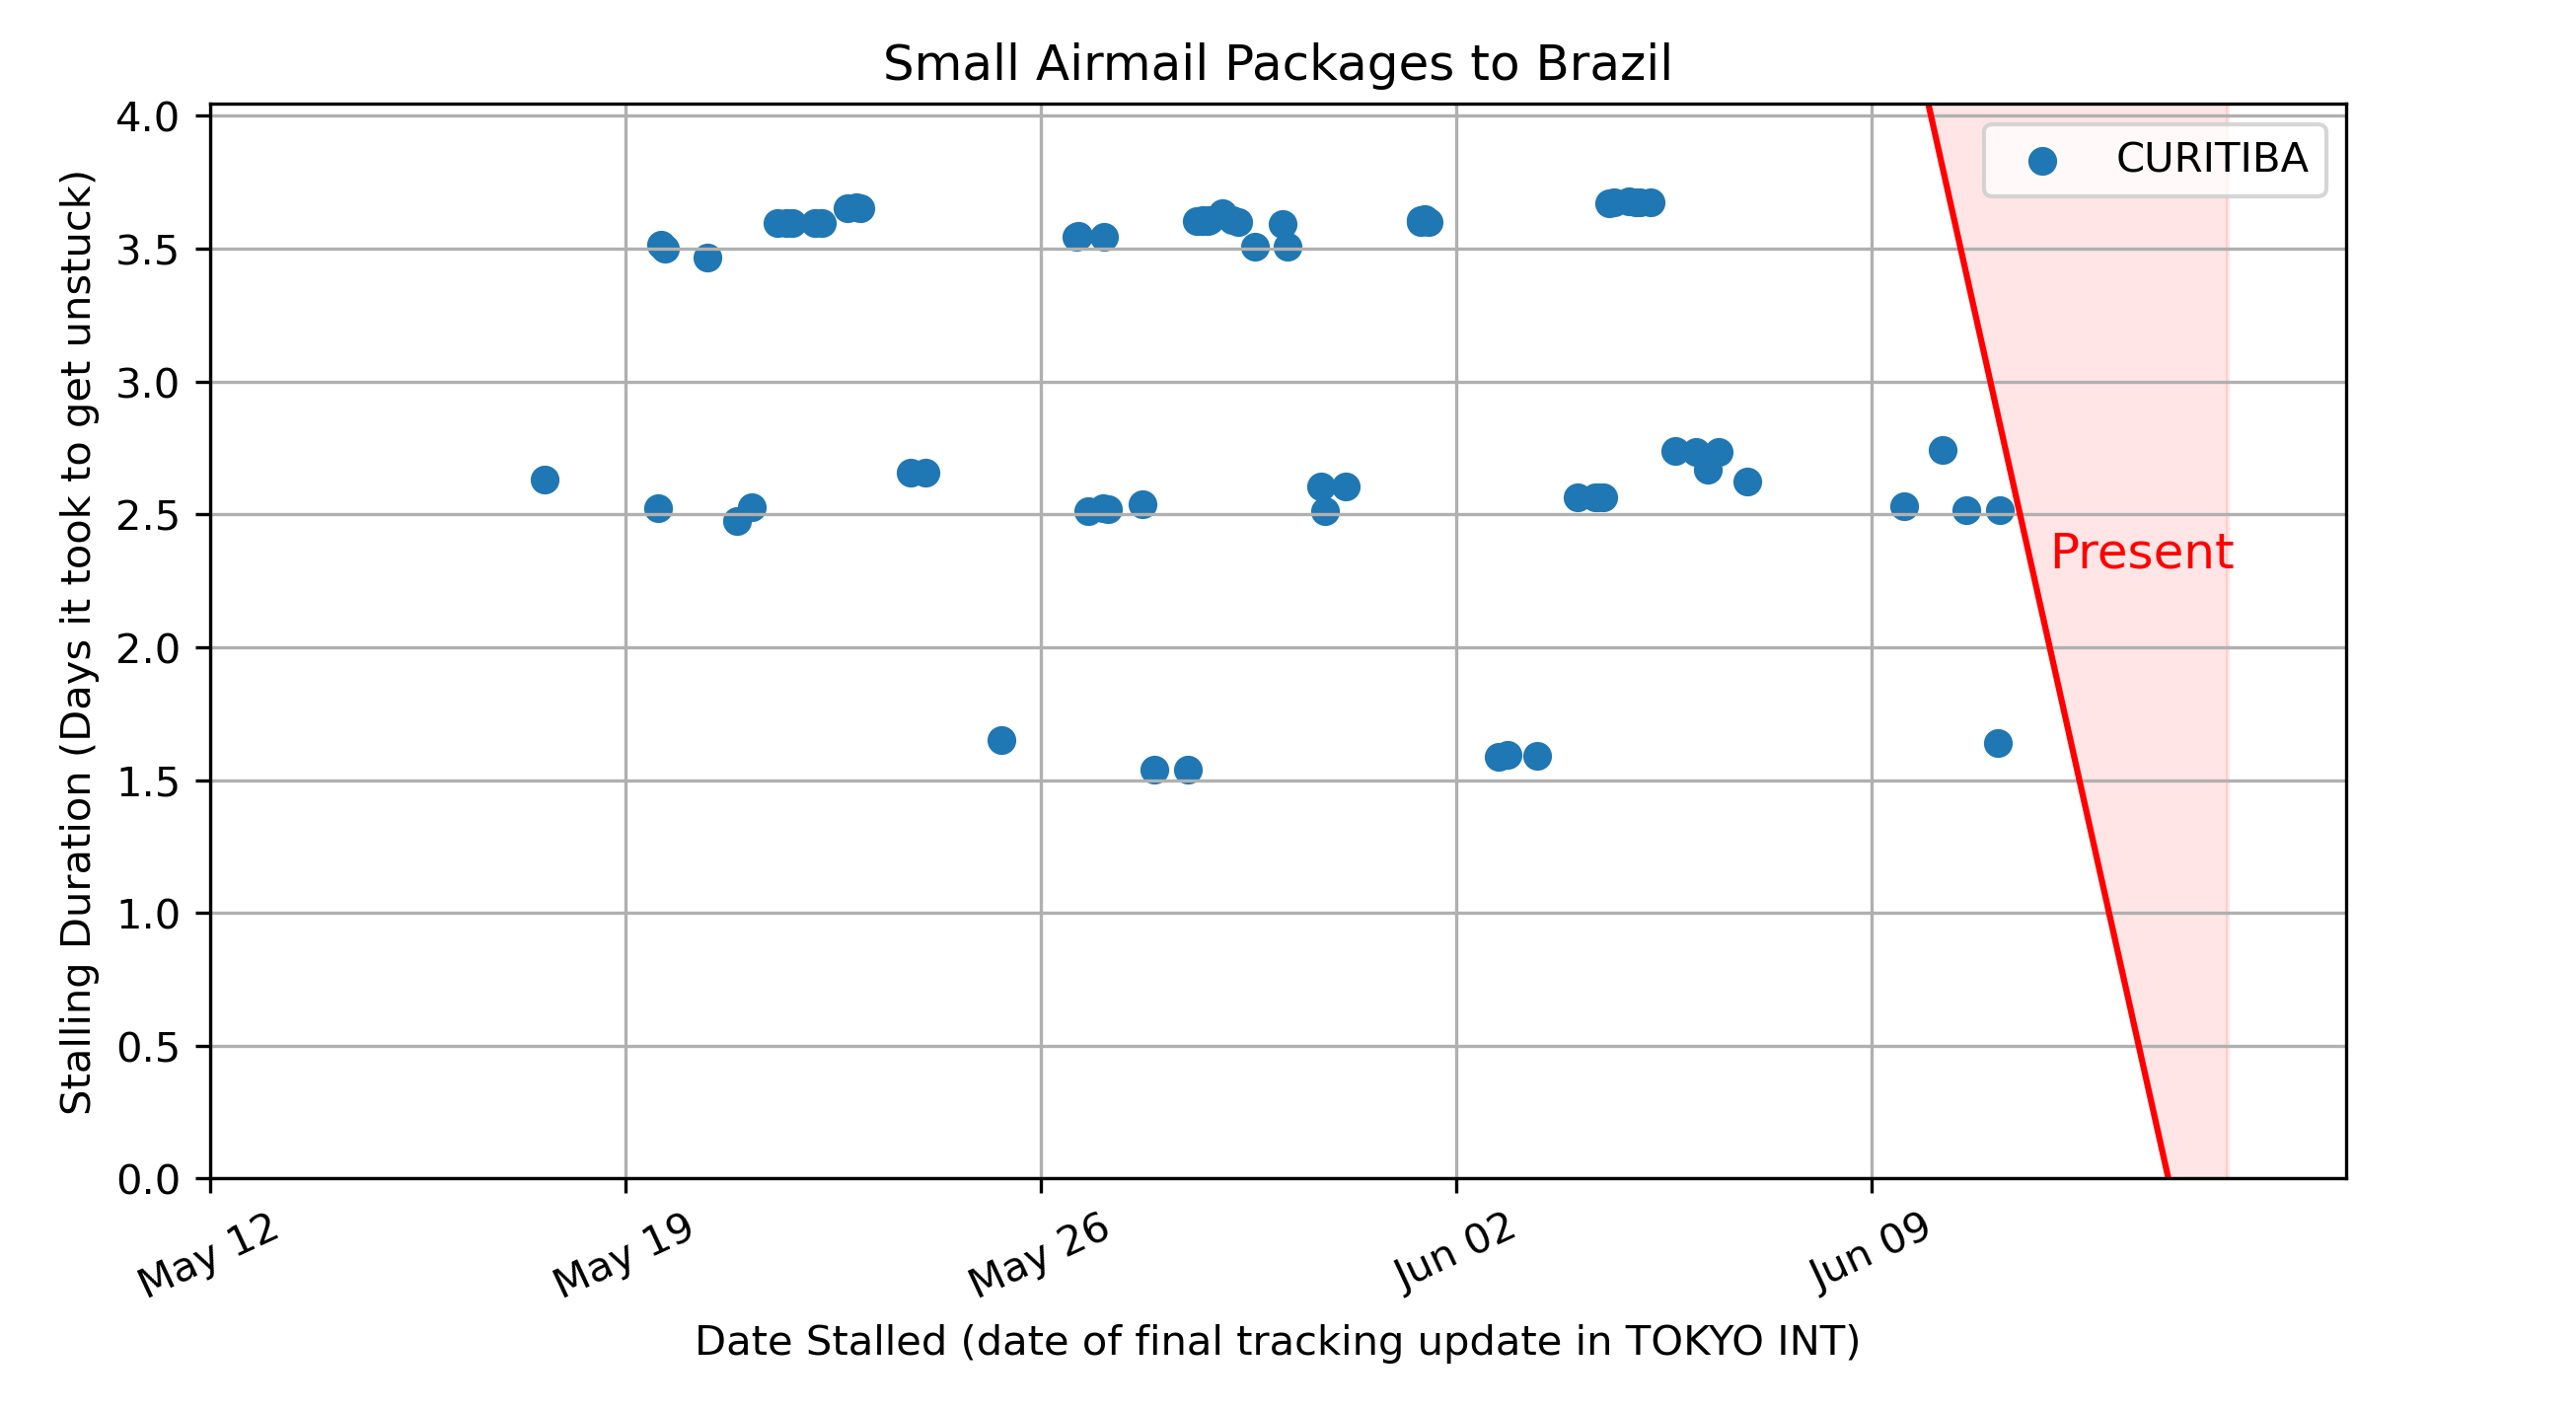 Small Airmail Packages to Brazil
4.0
3.5
3.0
2.5
2.0
1.5
1.0
0.5
0.0
Stalling Duration (Days it took to get unstuck)
CURITIBA
Present
May 12
May 19
May 26
Jun 02
Jun 09
Date Stalled (date of final tracking update in TOKYO INT)